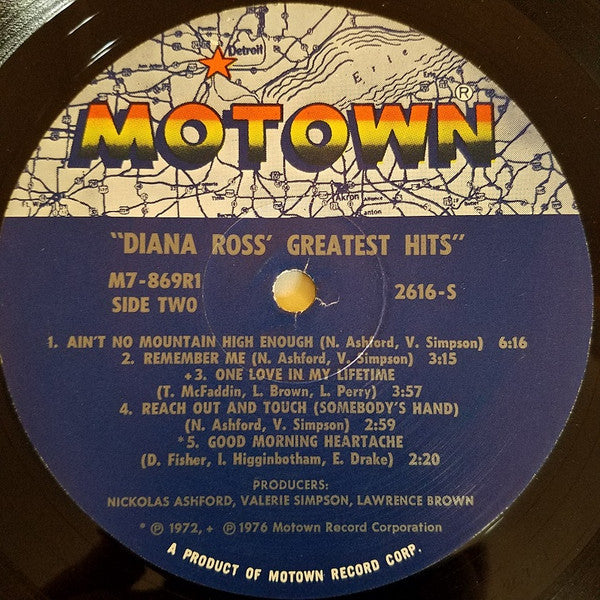 Detroit
Erie
MOTOWN®
Akron
Canton
"DIANA ROSS' GREATEST HITS"
M7-869R1
SIDE TWO
2616-S
1. AIN'T NO MOUNTAIN HIGH ENOUGH (N. Ashford, V. Simpson) 6:16
2. REMEMBER ME (N. Ashford, V. Simpson) 3:15
+3. ONE LOVE IN MY LIFETIME
(T. McFaddin, L. Brown, L. Perry) 3:57
4. REACH OUT AND TOUCH (SOMEBODY'S HAND)
(N. Ashford, V. Simpson) 2:59
*5. GOOD MORNING HEARTACHE
(D. Fisher, I. Higginbotham, E. Drake) 2:20
PRODUCERS:
NICKOLAS ASHFORD, VALERIE SIMPSON, LAWRENCE BROWN
* ℗ 1972, + ℗ 1976 Motown Record Corporation
A PRODUCT OF MOTOWN RECORD CORP.